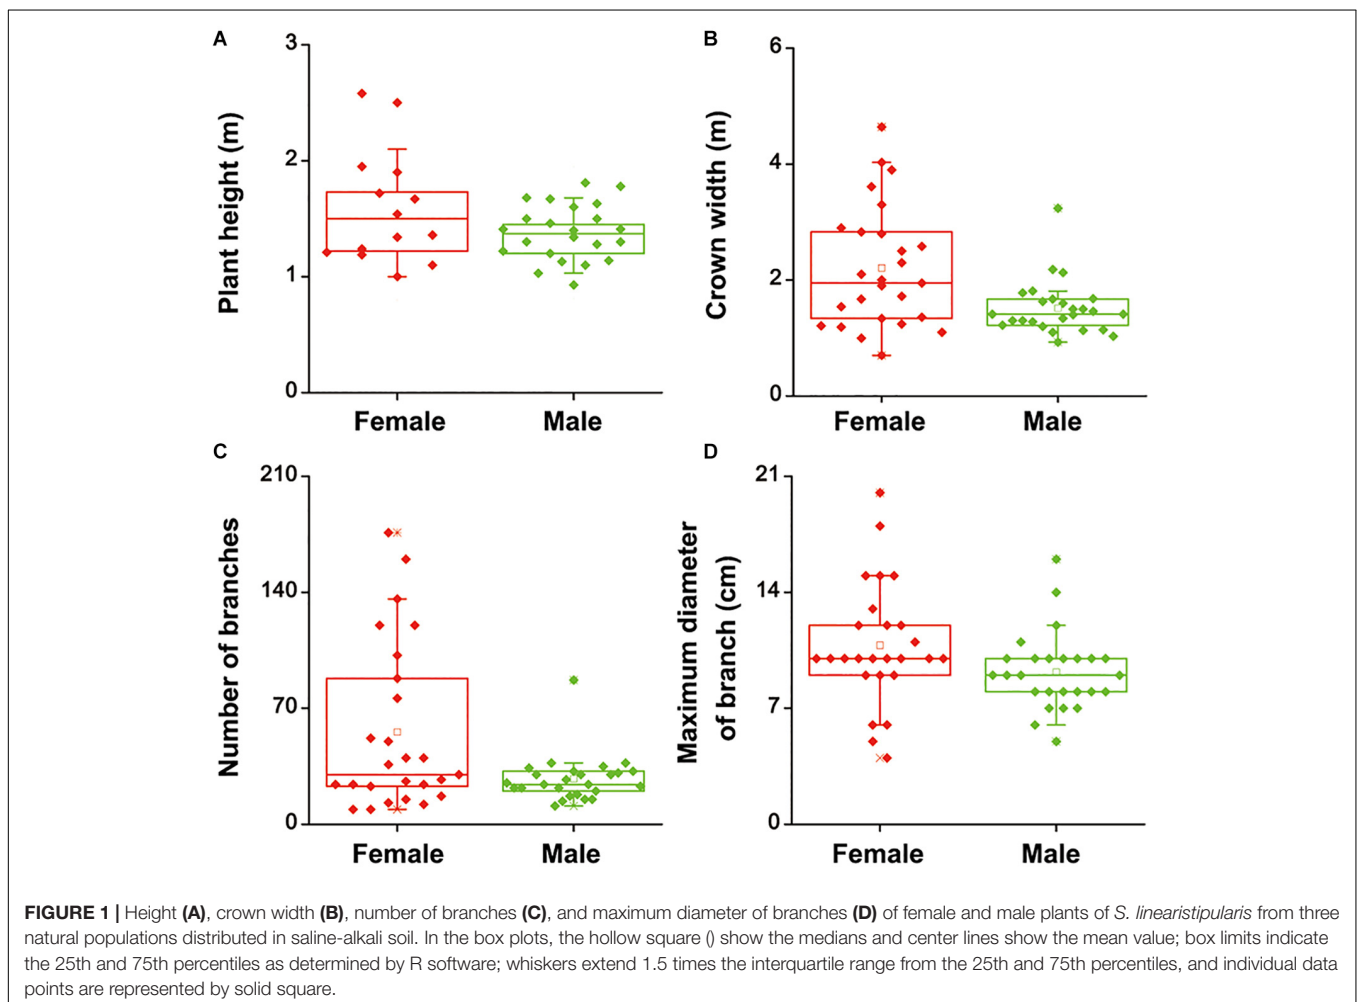 A
3
2
1
0
Plant height (m)
Female
Male
B
6
4
2
0
Crown width (m)
Female
Male
C
210
140
70
0
Number of branches
Female
Male
D
21
14
7
0
Maximum diameter
of branch (cm)
Female
Male
FIGURE 1 | Height (A), crown width (B), number of branches (C), and maximum diameter of branches (D) of female and male plants of S. linearistipularis from three
natural populations distributed in saline-alkali soil. In the box plots, the hollow square () show the medians and center lines show the mean value; box limits indicate
the 25th and 75th percentiles as determined by R software; whiskers extend 1.5 times the interquartile range from the 25th and 75th percentiles, and individual data
points are represented by solid square.